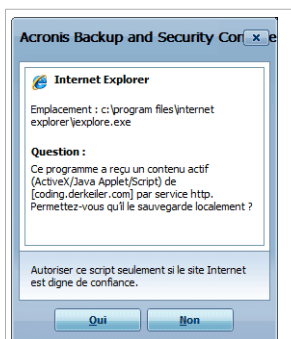 Acronis Backup and Security Con e
Internet Explorer
Emplacement : c:\program files\internet
explorer\iexplore.exe
Question :
Ce programme a reçu un contenu actif
(ActiveX/Java Applet/Script) de
[coding.derkeiler.com] par service http.
Permettez-vous qu'il le sauvegarde localement ?
Autoriser ce script seulement si le site Internet
est digne de confiance.
Oui
Non